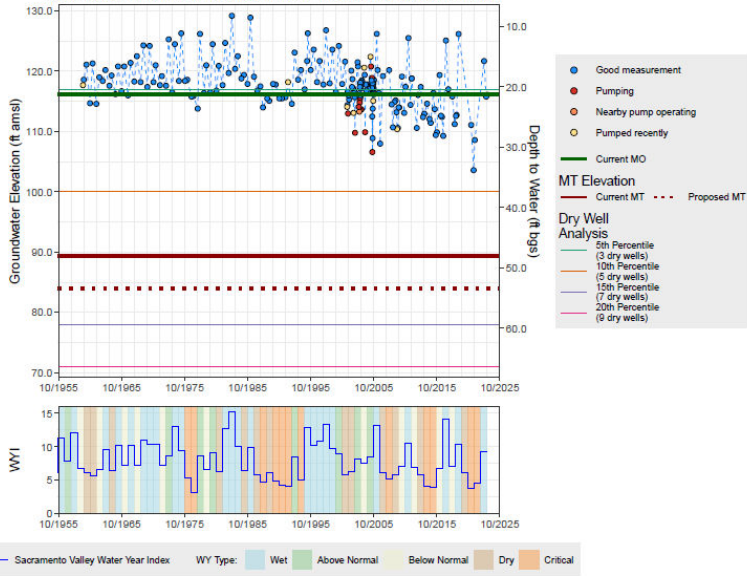 130.0
120.0
110.0
100.0
90.0
80.0
70.0
Groundwater Elevation (ft amsl)
10.0
20.0
30.0
40.0
50.0
60.0
Depth to Water (ft bgs)
10/1955
10/1965
10/1975
10/1985
10/1995
10/2005
10/2015
10/2025
Good measurement
Pumping
Nearby pump operating
Pumped recently
Current MO
MT Elevation
Current MT
Proposed MT
Dry Well
Analysis
5th Percentile
(3 dry wells)
10th Percentile
(5 dry wells)
15th Percentile
(7 dry wells)
20th Percentile
(9 dry wells)
15
10
5
0
WYI
10/1955
10/1965
10/1975
10/1985
10/1995
10/2005
10/2015
10/2025
Sacramento Valley Water Year Index
WY Type:
Wet
Above Normal
Below Normal
Dry
Critical